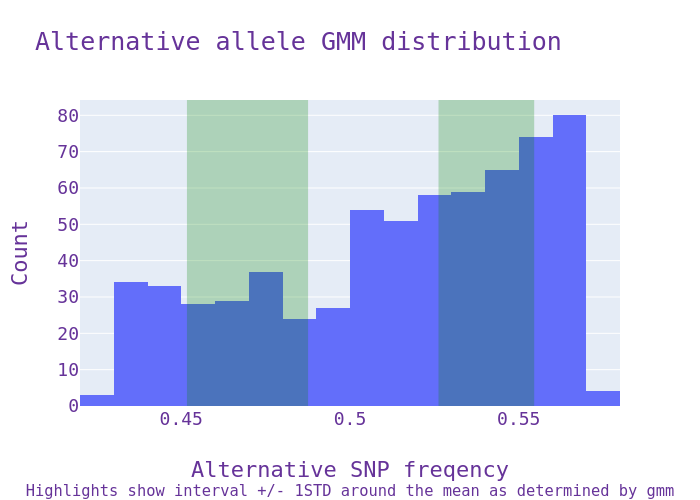 Alternative allele GMM distribution
80
70
60
50
40
30
20
10
0
Count
0.45 0.5 0.55
Alternative SNP freqency
Highlights show interval +/- 1STD around the mean as determined by gmm